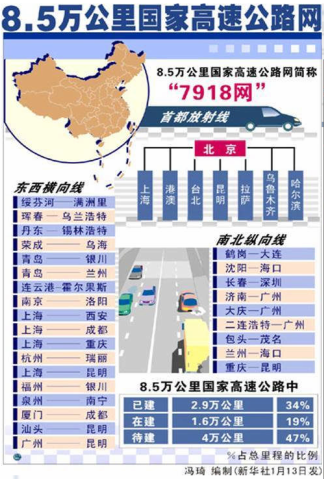 8.5万公里国家高速公路网
8.5万公里国家高速公路网简称
“7918网”
首都放射线
北京
上海
港澳
台北
昆明
拉萨
乌鲁木齐
哈尔滨
东西横向线
绥芬河——满洲里
珲春—乌兰浩特
丹东—锡林浩特
荣成——乌海
青岛——银川
青岛——兰州
连云港-霍尔果斯
南京——洛阳
上海——西安
上海——成都
上海——重庆
杭州——瑞丽
上海——昆明
福州——银川
泉州——南宁
厦门——成都
汕头——昆明
广州——昆明
南北纵向线
鹤岗—大连
沈阳—海口
长春—深圳
济南—广州
大庆—广州
二连浩特—广州
包头—茂名
兰州—海口
重庆—昆明
8.5万公里国家高速公路中
已建 2.9万公里 34%
在建 1.6万公里 19%
待建 4万公里 47%
%占总里程的比例
冯琦 编制(新华社1月13日发)